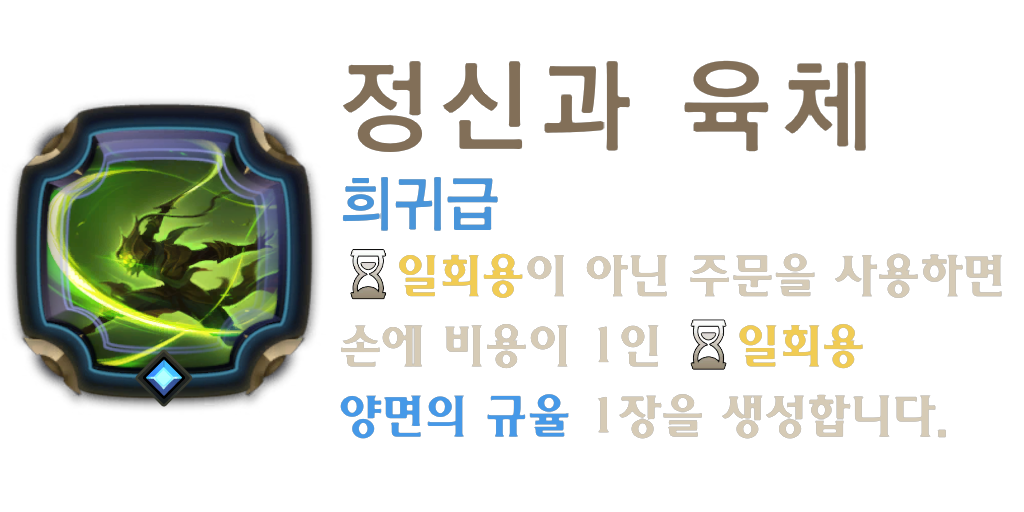 정신과 육체
희귀급
일회용이 아닌 주문을 사용하면
손에 비용이 1인 일회용
양면의 규율 1장을 생성합니다.